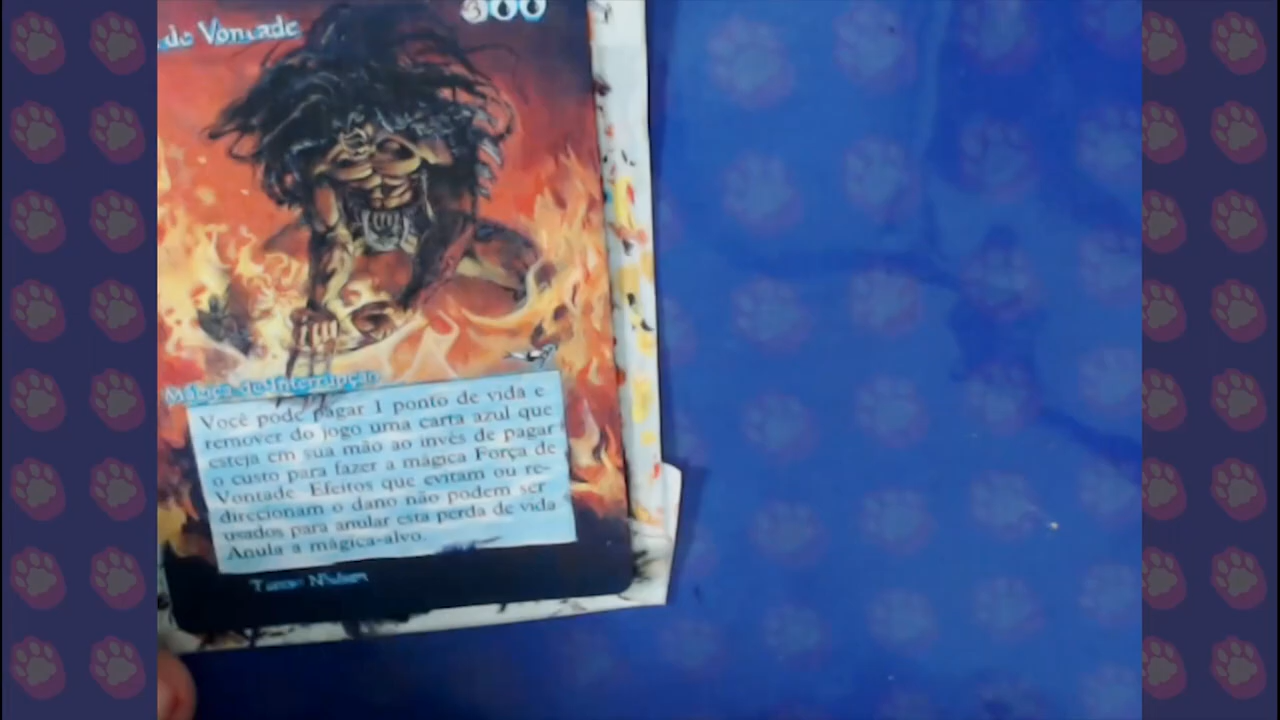 de Vontade
300
Mágica de Interrupção
Você pode pagar 1 ponto de vida e
remover do jogo uma carta azul que
esteja em sua mão ao invés de pagar
o custo para fazer a mágica Força de
Vontade. Efeitos que evitam ou re-
direcionam o dano não podem ser
usados para anular esta perda de vida
Anula a mágica-alvo.